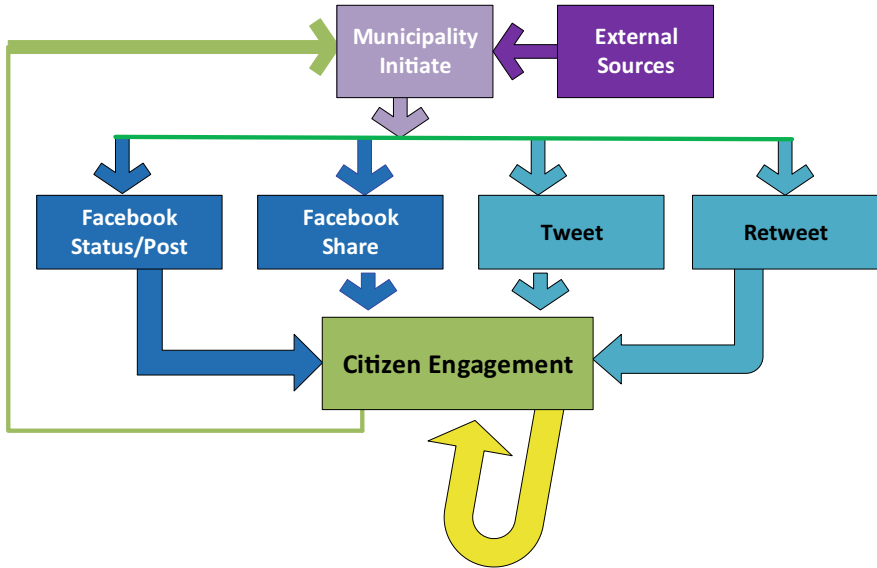 Municipality
Initiate
External
Sources
Facebook
Status/Post
Facebook
Share
Tweet
Retweet
Citizen Engagement